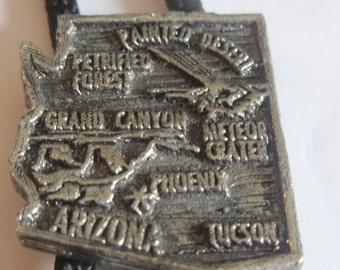 PAINTED DESERT
PETRIFIED
FOREST
GRAND CANYON
METEOR
CRATER
PHOENIX
ARIZONA
TUCSON